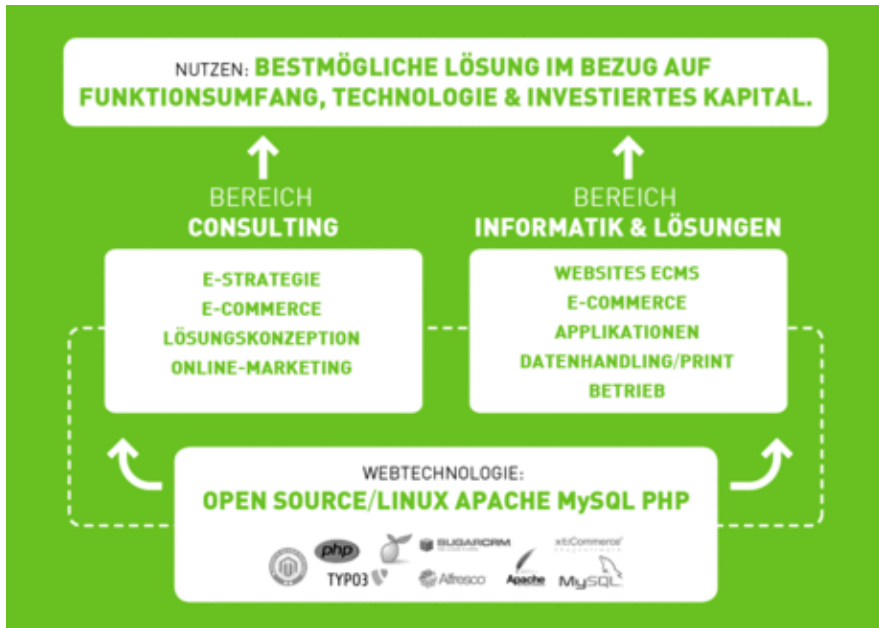 NUTZEN: BESTMÖGLICHE LÖSUNG IM BEZUG AUF
FUNKTIONSUMFANG, TECHNOLOGIE & INVESTIERTES KAPITAL.
BEREICH
CONSULTING
E-STRATEGIE
E-COMMERCE
LÖSUNGSKONZEPTION
ONLINE-MARKETING
BEREICH
INFORMATIK & LÖSUNGEN
WEBSITES ECMS
E-COMMERCE
APPLIKATIONEN
DATENHANDLING/PRINT
BETRIEB
WEBTECHNOLOGIE:
OPEN SOURCE/LINUX APACHE MySQL PHP
php
SUGARCRM
xt:Commerce
TYPO3
Alfresco
Apache
MySQL